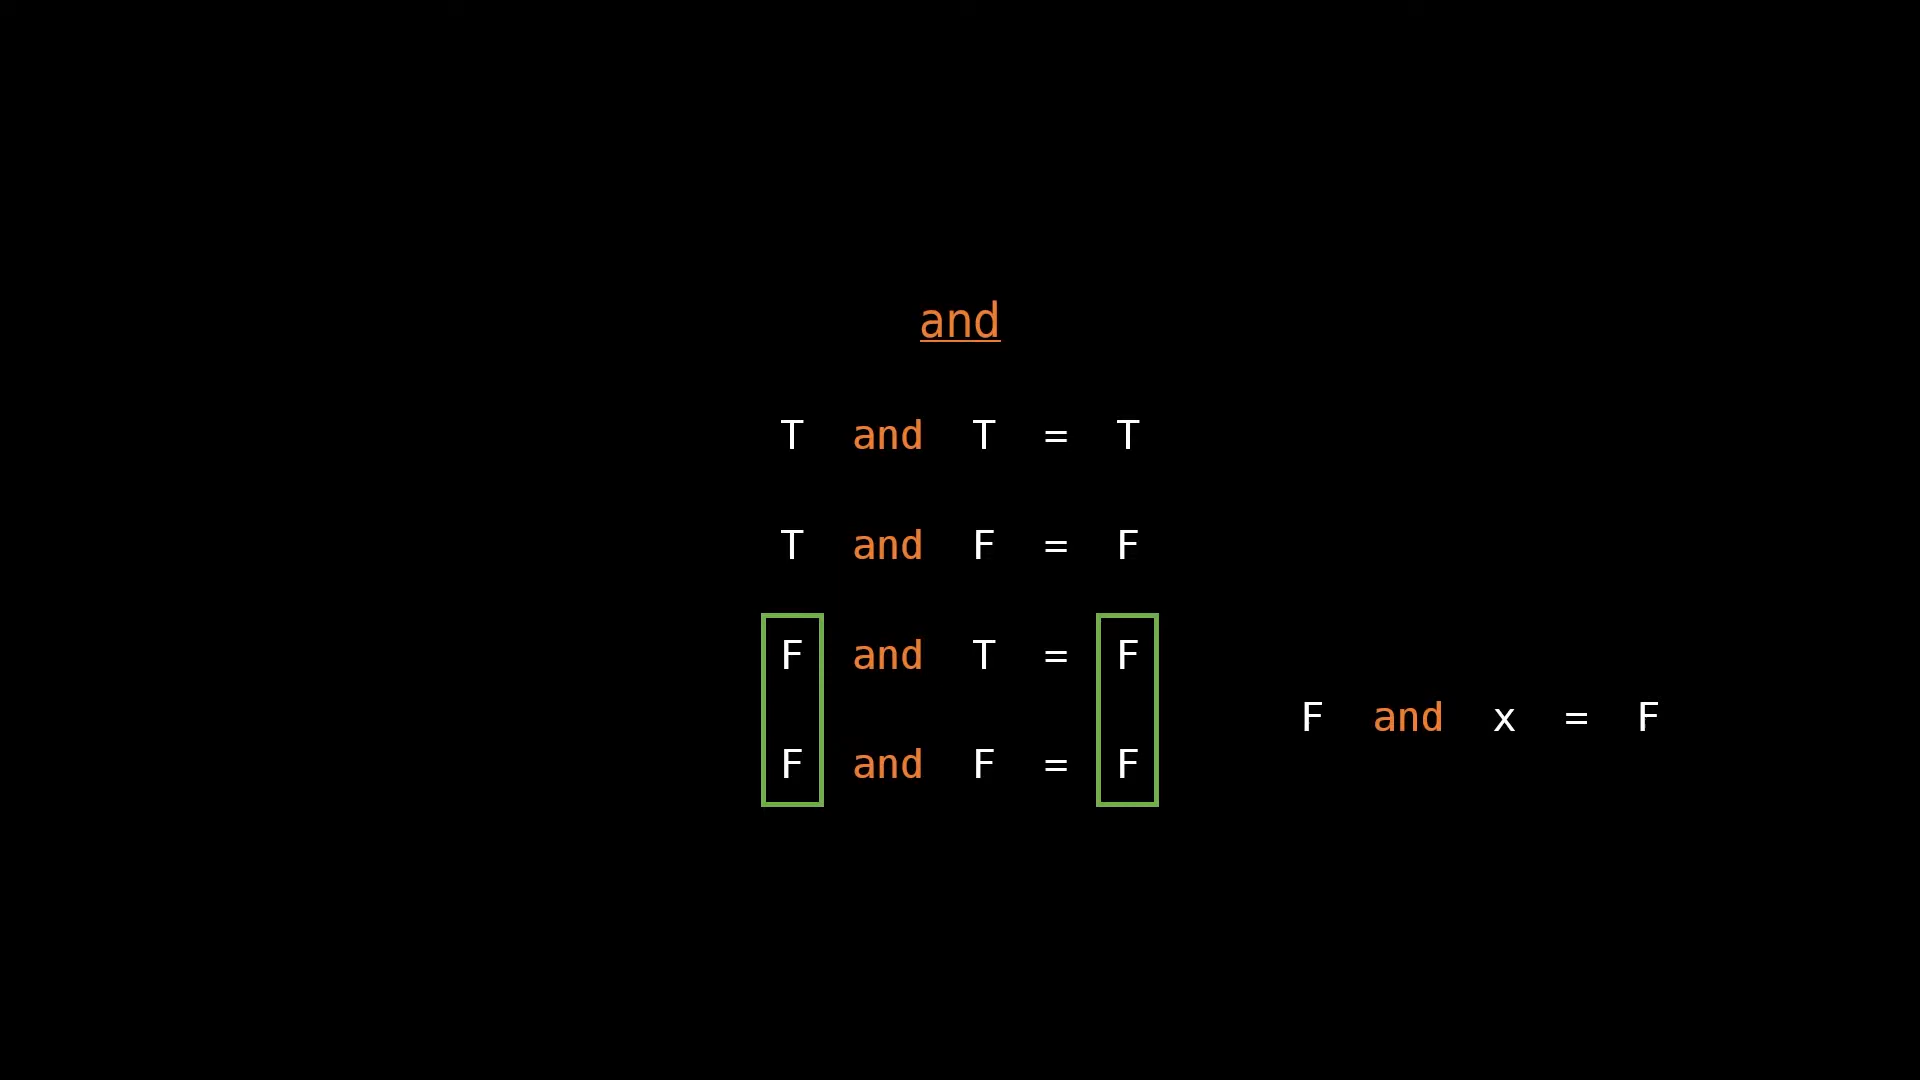 and
T and T = T
T and F = F
F and T = F
F and x = F
F and F = F